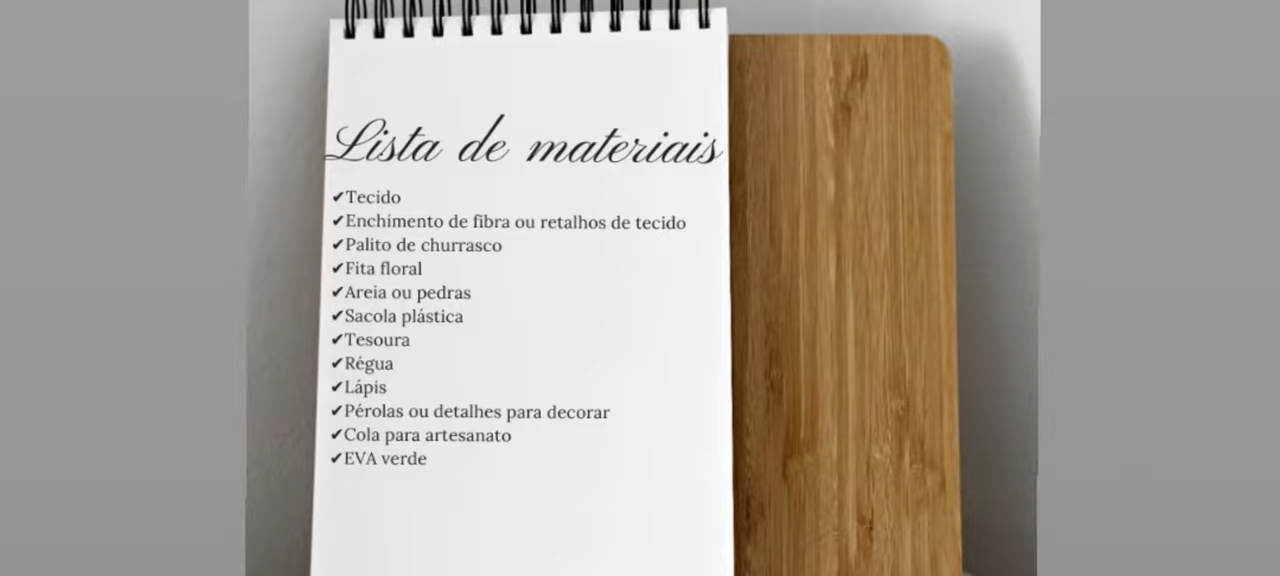 Lista de materiais
✔Tecido
✔Enchimento de fibra ou retalhos de tecido
✔Palito de churrasco
✔Fita floral
✔Areia ou pedras
✔Sacola plástica
✔Tesoura
✔Régua
✔Lápis
✔Pérolas ou detalhes para decorar
✔Cola para artesanato
✔EVA verde